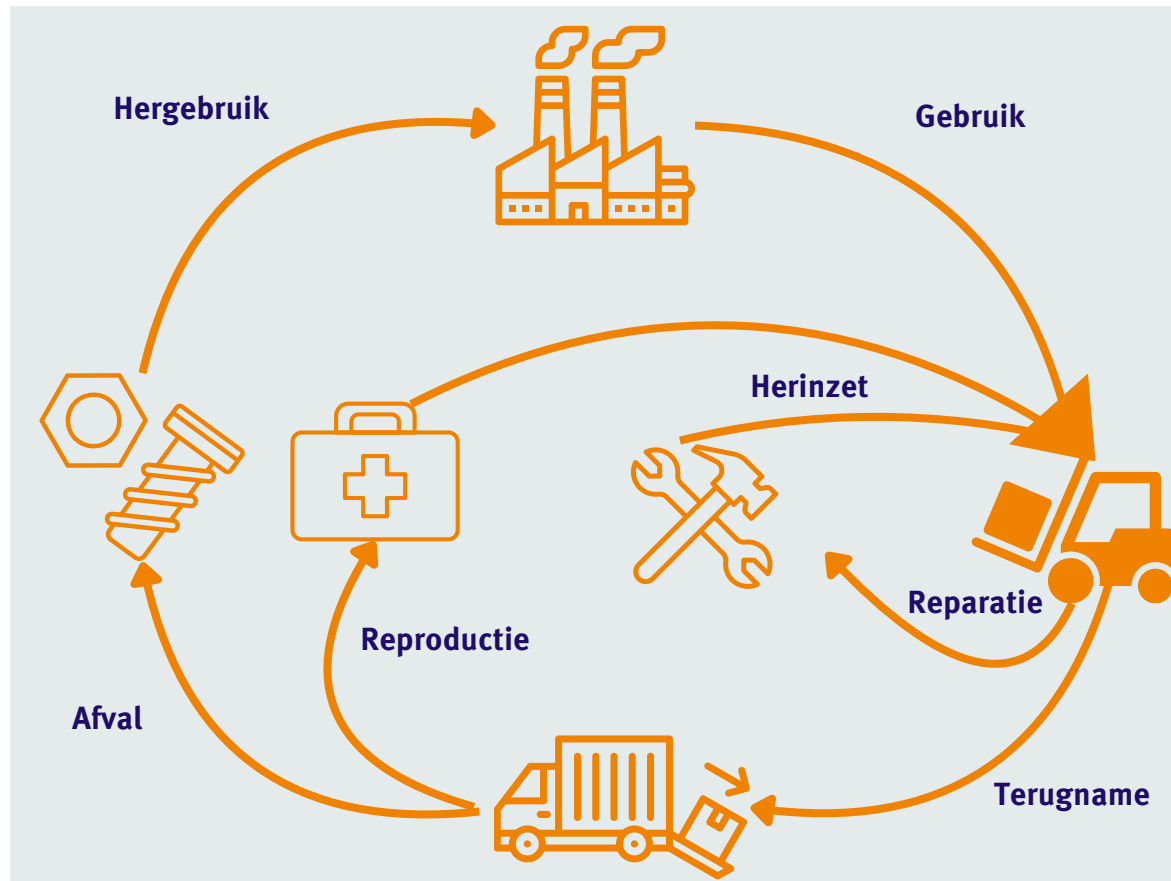 Hergebruik
Gebruik
Herinzet
Reparatie
Reproductie
Afval
Terugname